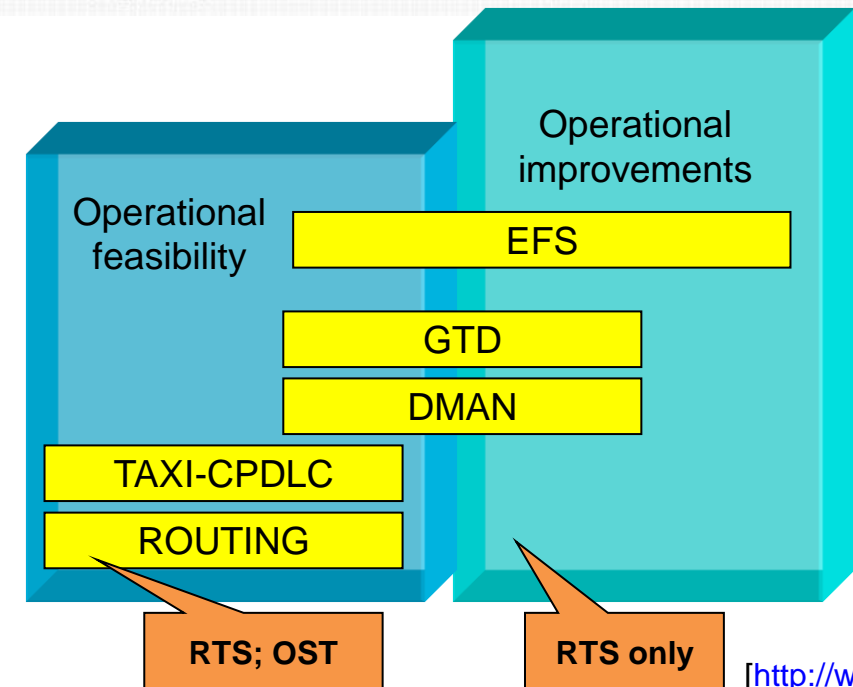 Operational
improvements
Operational
feasibility
EFS
GTD
DMAN
TAXI-CPDLC
ROUTING
RTS; OST
RTS only
[http://w